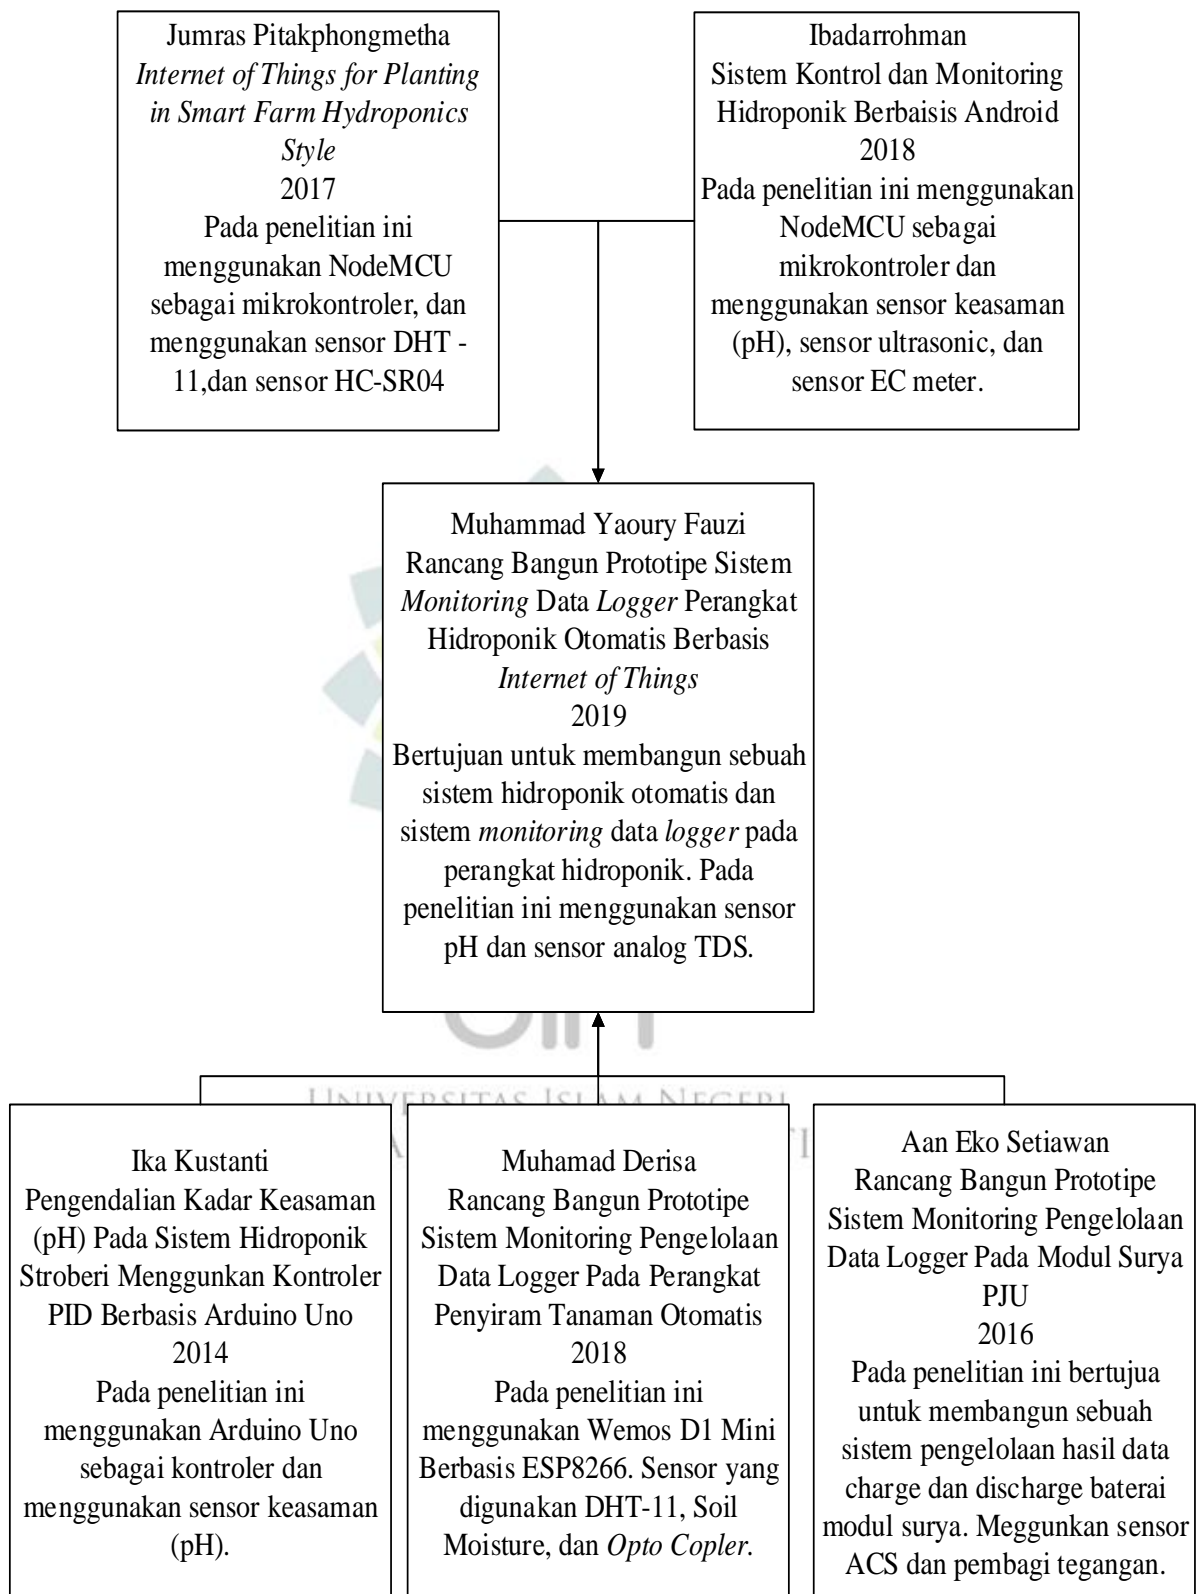 Jumras Pitakphongmetha
Internet of Things for Planting
in Smart Farm Hydroponics
Style
2017
Pada penelitian ini
menggunakan NodeMCU
sebagai mikrokontroler, dan
menggunakan sensor DHT -
11,dan sensor HC-SR04
Ibadarrohman
Sistem Kontrol dan Monitoring
Hidroponik Berbaisis Android
2018
Pada penelitian ini menggunakan
NodeMCU sebagai
mikrokontroler dan
menggunakan sensor keasaman
(pH), sensor ultrasonic, dan
sensor EC meter.
Muhammad Yaoury Fauzi
Rancang Bangun Prototipe Sistem
Monitoring Data Logger Perangkat
Hidroponik Otomatis Berbasis
Internet of Things
2019
Bertujuan untuk membangun sebuah
sistem hidroponik otomatis dan
sistem monitoring data logger pada
perangkat hidroponik. Pada
penelitian ini menggunakan sensor
pH dan sensor analog TDS.
UNIVERSITAS ISLAM NEGERI
Ika Kustanti
Pengendalian Kadar Keasaman
(pH) Pada Sistem Hidroponik
Stroberi Menggunkan Kontroler
PID Berbasis Arduino Uno
2014
Pada penelitian ini
menggunakan Arduino Uno
sebagai kontroler dan
menggunakan sensor keasaman
(pH).
Muhamad Derisa
Rancang Bangun Prototipe
Sistem Monitoring Pengelolaan
Data Logger Pada Perangkat
Penyiram Tanaman Otomatis
2018
Pada penelitian ini
menggunakan Wemos D1 Mini
Berbasis ESP8266. Sensor yang
digunakan DHT-11, Soil
Moisture, dan Opto Copler.
Aan Eko Setiawan
Rancang Bangun Prototipe
Sistem Monitoring Pengelolaan
Data Logger Pada Modul Surya
PJU
2016
Pada penelitian ini bertujua
untuk membangun sebuah
sistem pengelolaan hasil data
charge dan discharge baterai
modul surya. Meggunkan sensor
ACS dan pembagi tegangan.